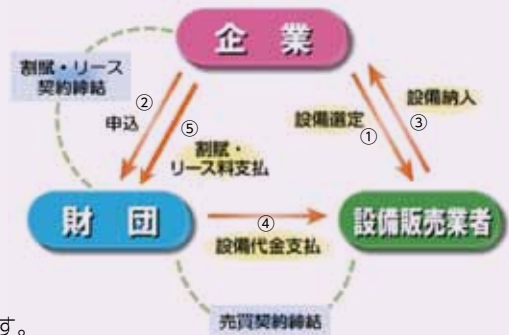 企業
割賦・リース
契約締結
②
申込
⑤
割賦・
リース料支払
設備選定
①
設備納入
③
財団
④
設備代金支払
設備販売業者
売買契約締結
す。